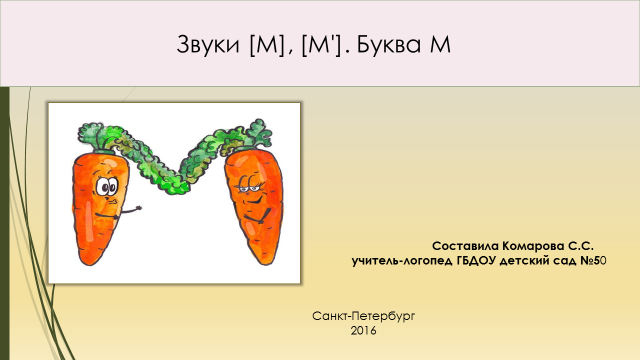 Звуки [М], [М']. Буква М
Составила Комарова С.С.
учитель-логопед ГБДОУ детский сад №50
Санкт-Петербург
2016